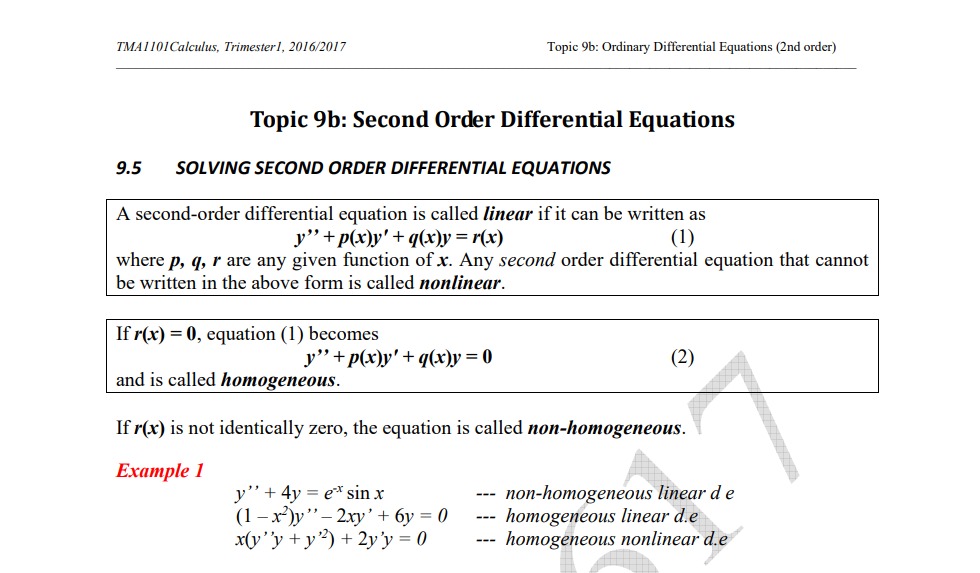 TMA1101Calculus, Trimester1, 2016/2017 Topic 9b: Ordinary Differential Equations (2nd order)
Topic 9b: Second Order Differential Equations
9.5 SOLVING SECOND ORDER DIFFERENTIAL EQUATIONS
A second-order differential equation is called linear if it can be written as
y’’ + p(x)y' + q(x)y = r(x) (1)
where p, q, r are any given function of x. Any second order differential equation that cannot
be written in the above form is called nonlinear.
If r(x) = 0, equation (1) becomes
y’’ + p(x)y' + q(x)y = 0 (2)
and is called homogeneous.
If r(x) is not identically zero, the equation is called non-homogeneous.
Example 1
y’’ + 4y = e⁻ˣ sin x --- non-homogeneous linear d e
(1 – x²)y’’ – 2xy’ + 6y = 0 --- homogeneous linear d.e
x(y’’y + y’²) + 2y’y = 0 --- homogeneous nonlinear d.e